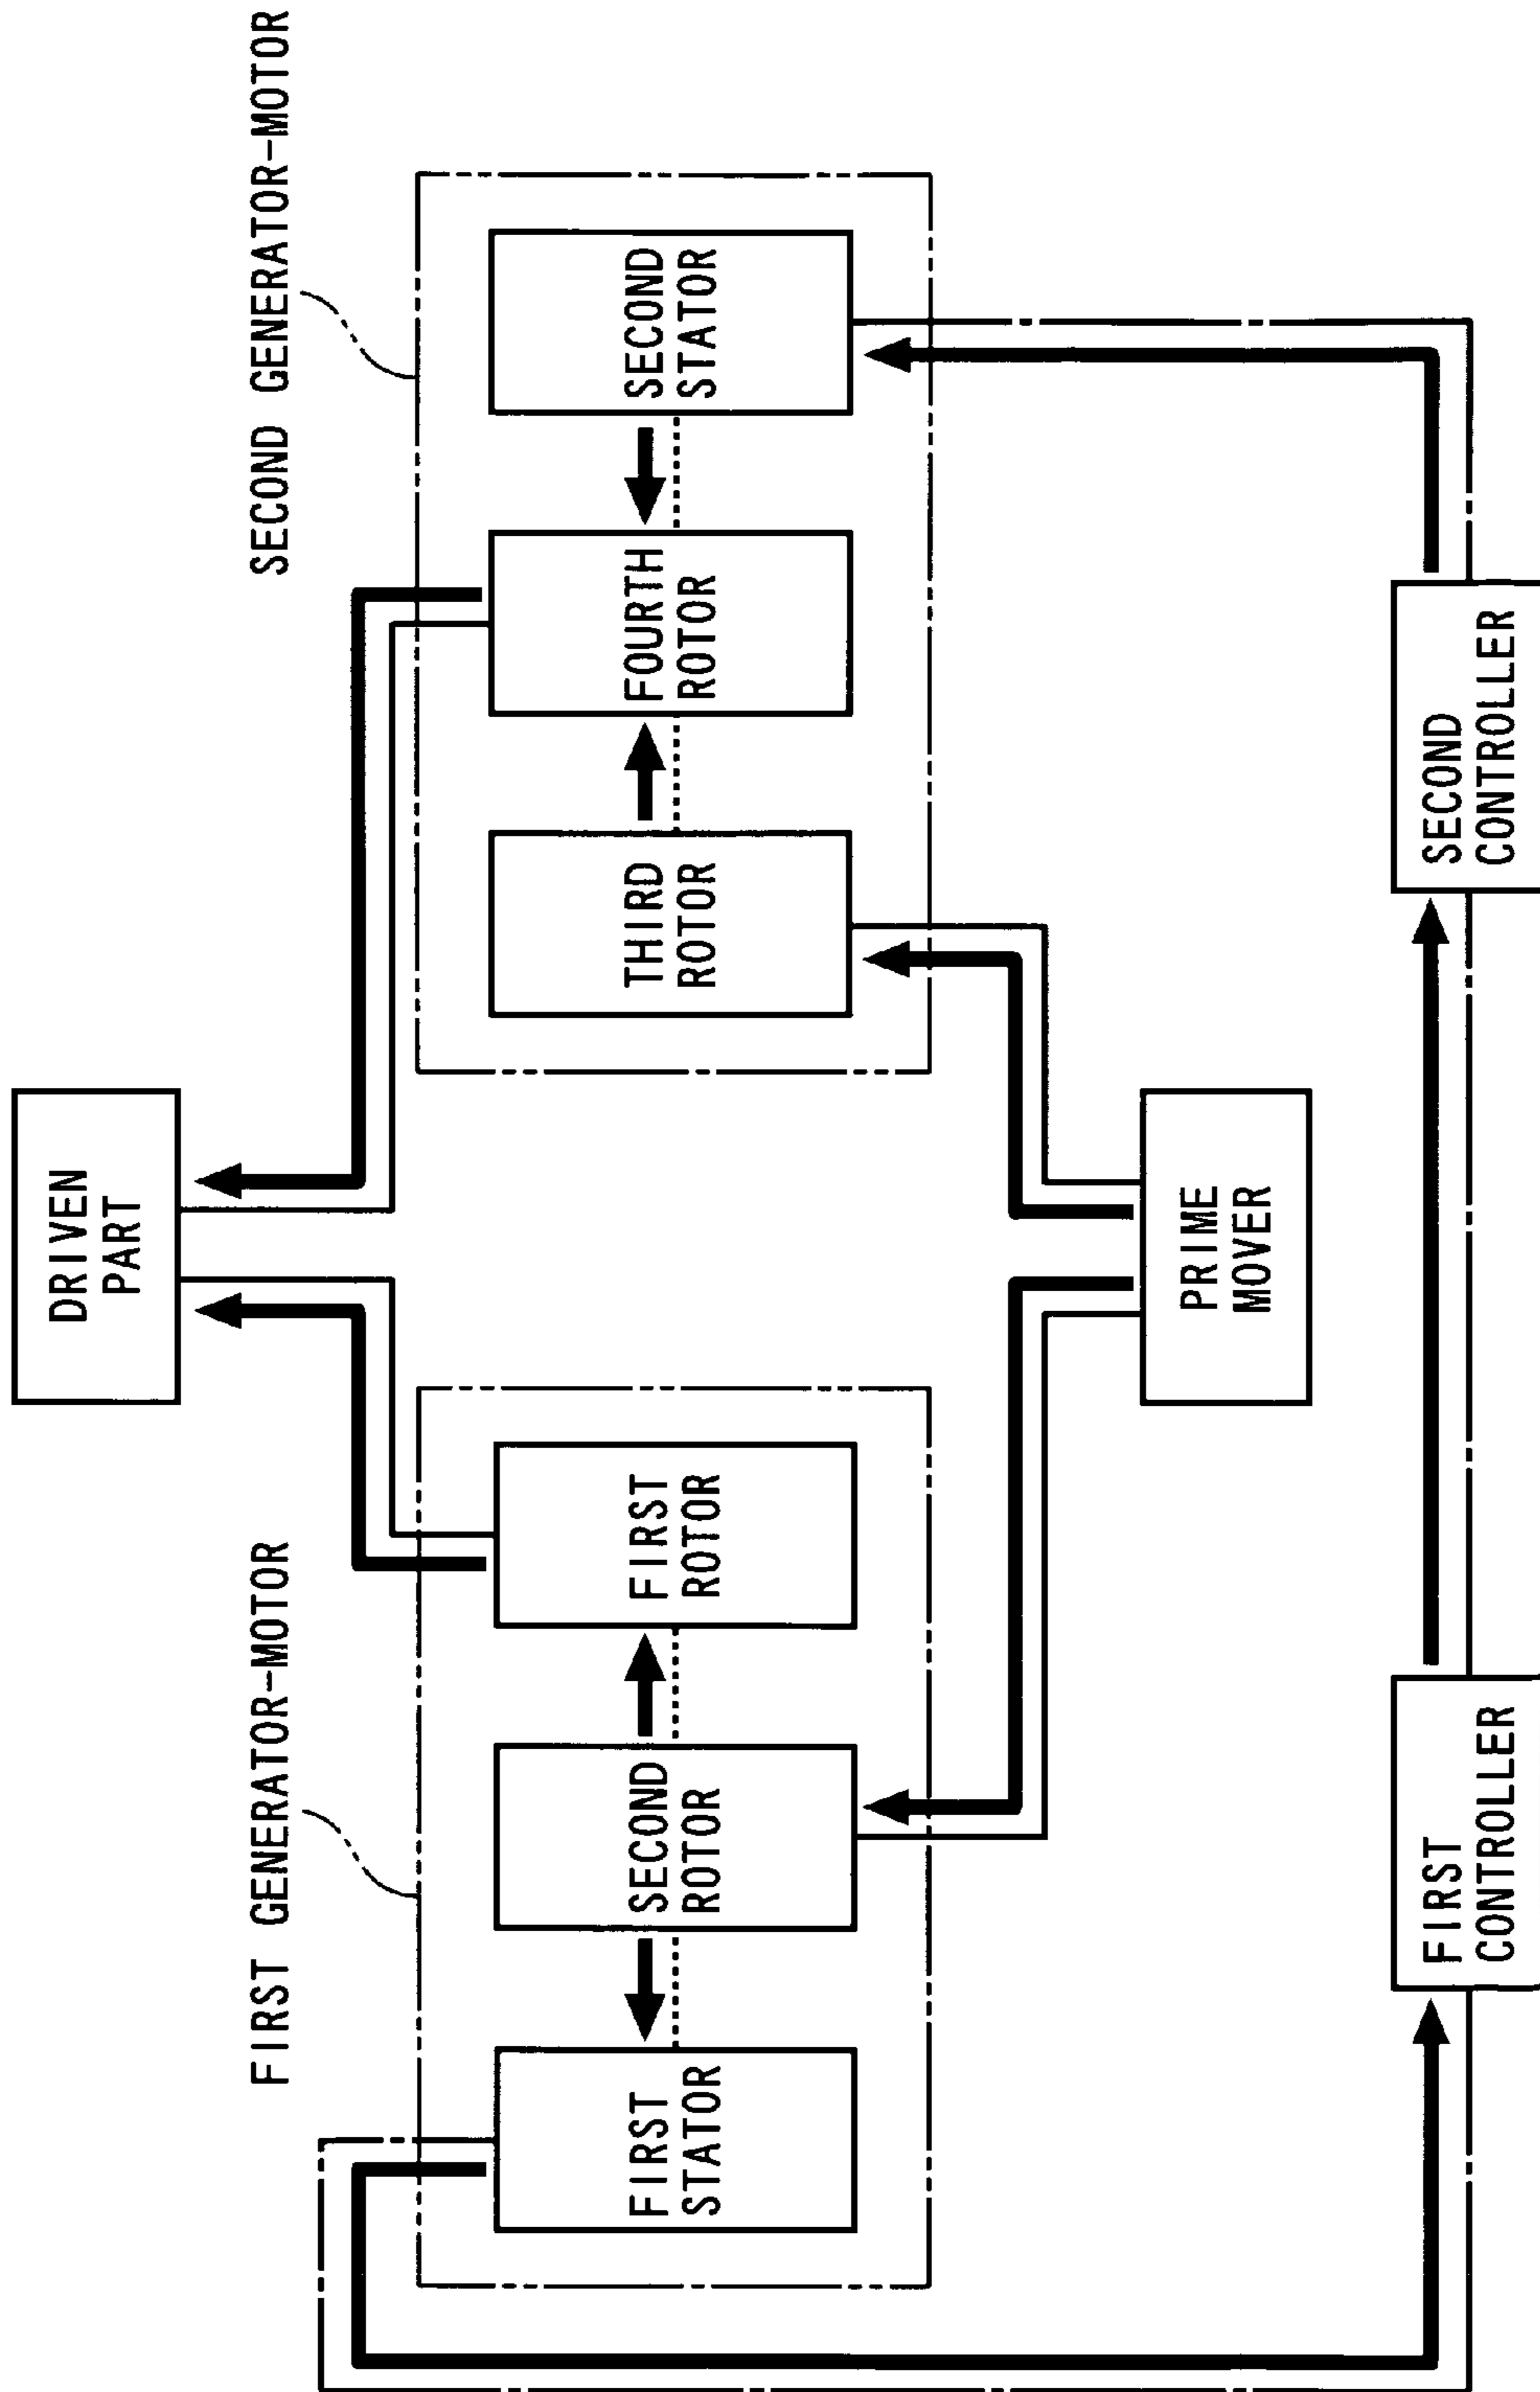 DRIVEN
PART
FIRST GENERATOR-MOTOR
SECOND GENERATOR-MOTOR
FIRST
STATOR
SECOND
ROTOR
FIRST
ROTOR
THIRD
ROTOR
FOURTH
ROTOR
SECOND
STATOR
PRIME
MOVER
FIRST
CONTROLLER
SECOND
CONTROLLER